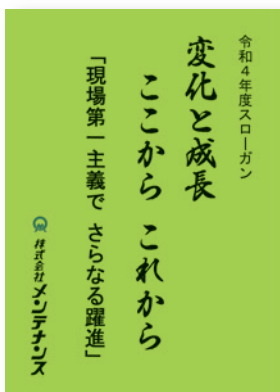 令和4年度スローガン
変化と成長
ここから これから
「現場第一主義で さらなる躍進」
株式会社メンテナンス